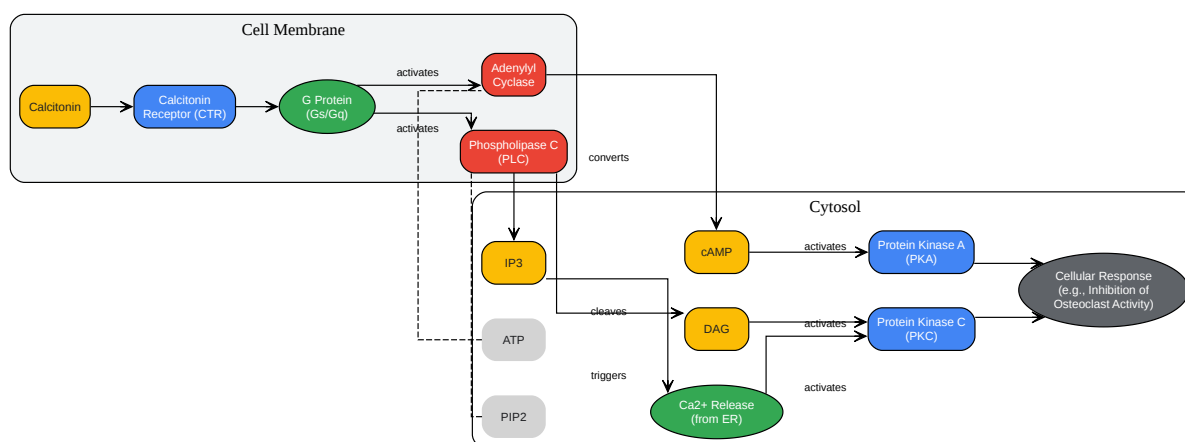 Cell Membrane
Calcitonin
Calcitonin
Receptor (CTR)
G Protein
(Gs/Gq)
activates
activates
Adenylyl
Cyclase
Phospholipase C
(PLC)
converts
Cytosol
IP3
cAMP
activates
Protein Kinase A
(PKA)
Cellular Response
(e.g., Inhibition of
Osteoclast Activity)
cleaves
DAG
activates
Protein Kinase C
(PKC)
ATP
triggers
activates
Ca2+ Release
(from ER)
PIP2